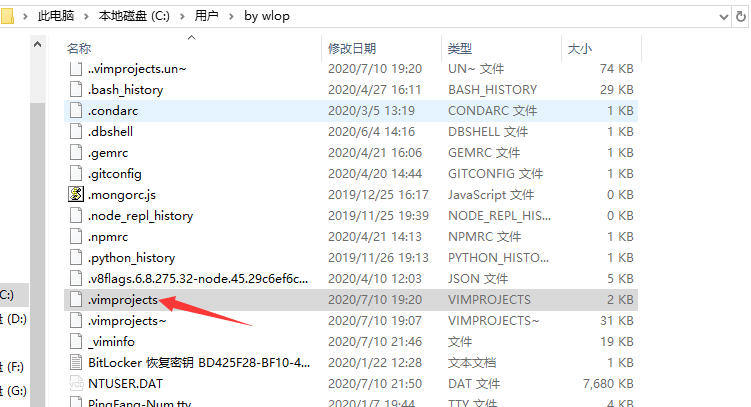 此电脑 › 本地磁盘 (C:) › 用户 › by wlop
名称 修改日期 类型 大小
..vimprojects.un~ 2020/7/10 19:20 UN~ 文件 74 KB
.bash_history 2020/4/27 16:11 BASH_HISTORY 29 KB
.condarc 2020/3/5 13:19 CONDARC 文件 1 KB
.dbshell 2020/6/4 14:16 DBSHELL 文件 1 KB
.gemrc 2020/4/21 16:06 GEMRC 文件 1 KB
.gitconfig 2020/4/20 14:44 GITCONFIG 文件 1 KB
.mongorc.js 2019/12/25 16:17 JavaScript 文件 0 KB
.node_repl_history 2019/11/25 19:39 NODE_REPL_HIS... 0 KB
.npmrc 2020/4/21 14:13 NPMRC 文件 1 KB
.python_history 2019/11/26 19:13 PYTHON_HISTO... 1 KB
.v8flags.6.8.275.32-node.45.29c6ef6c... 2020/4/10 12:03 JSON 文件 5 KB
C:) .vimprojects 2020/7/10 19:20 VIMPROJECTS 2 KB
盘 (D:) .vimprojects~ 2020/7/10 19:07 VIMPROJECTS~ 31 KB
_viminfo 2020/7/10 21:46 文件 19 KB
盘 (F:) BitLocker 恢复密钥 BD425F28-BF10-4... 2020/1/22 12:28 文本文档 1 KB
盘 (G:) NTUSER.DAT 2020/7/10 21:50 DAT 文件 7,680 KB
PingFang-Num.ttv 2020/1/7 19:44 TTV 文件 4 KB